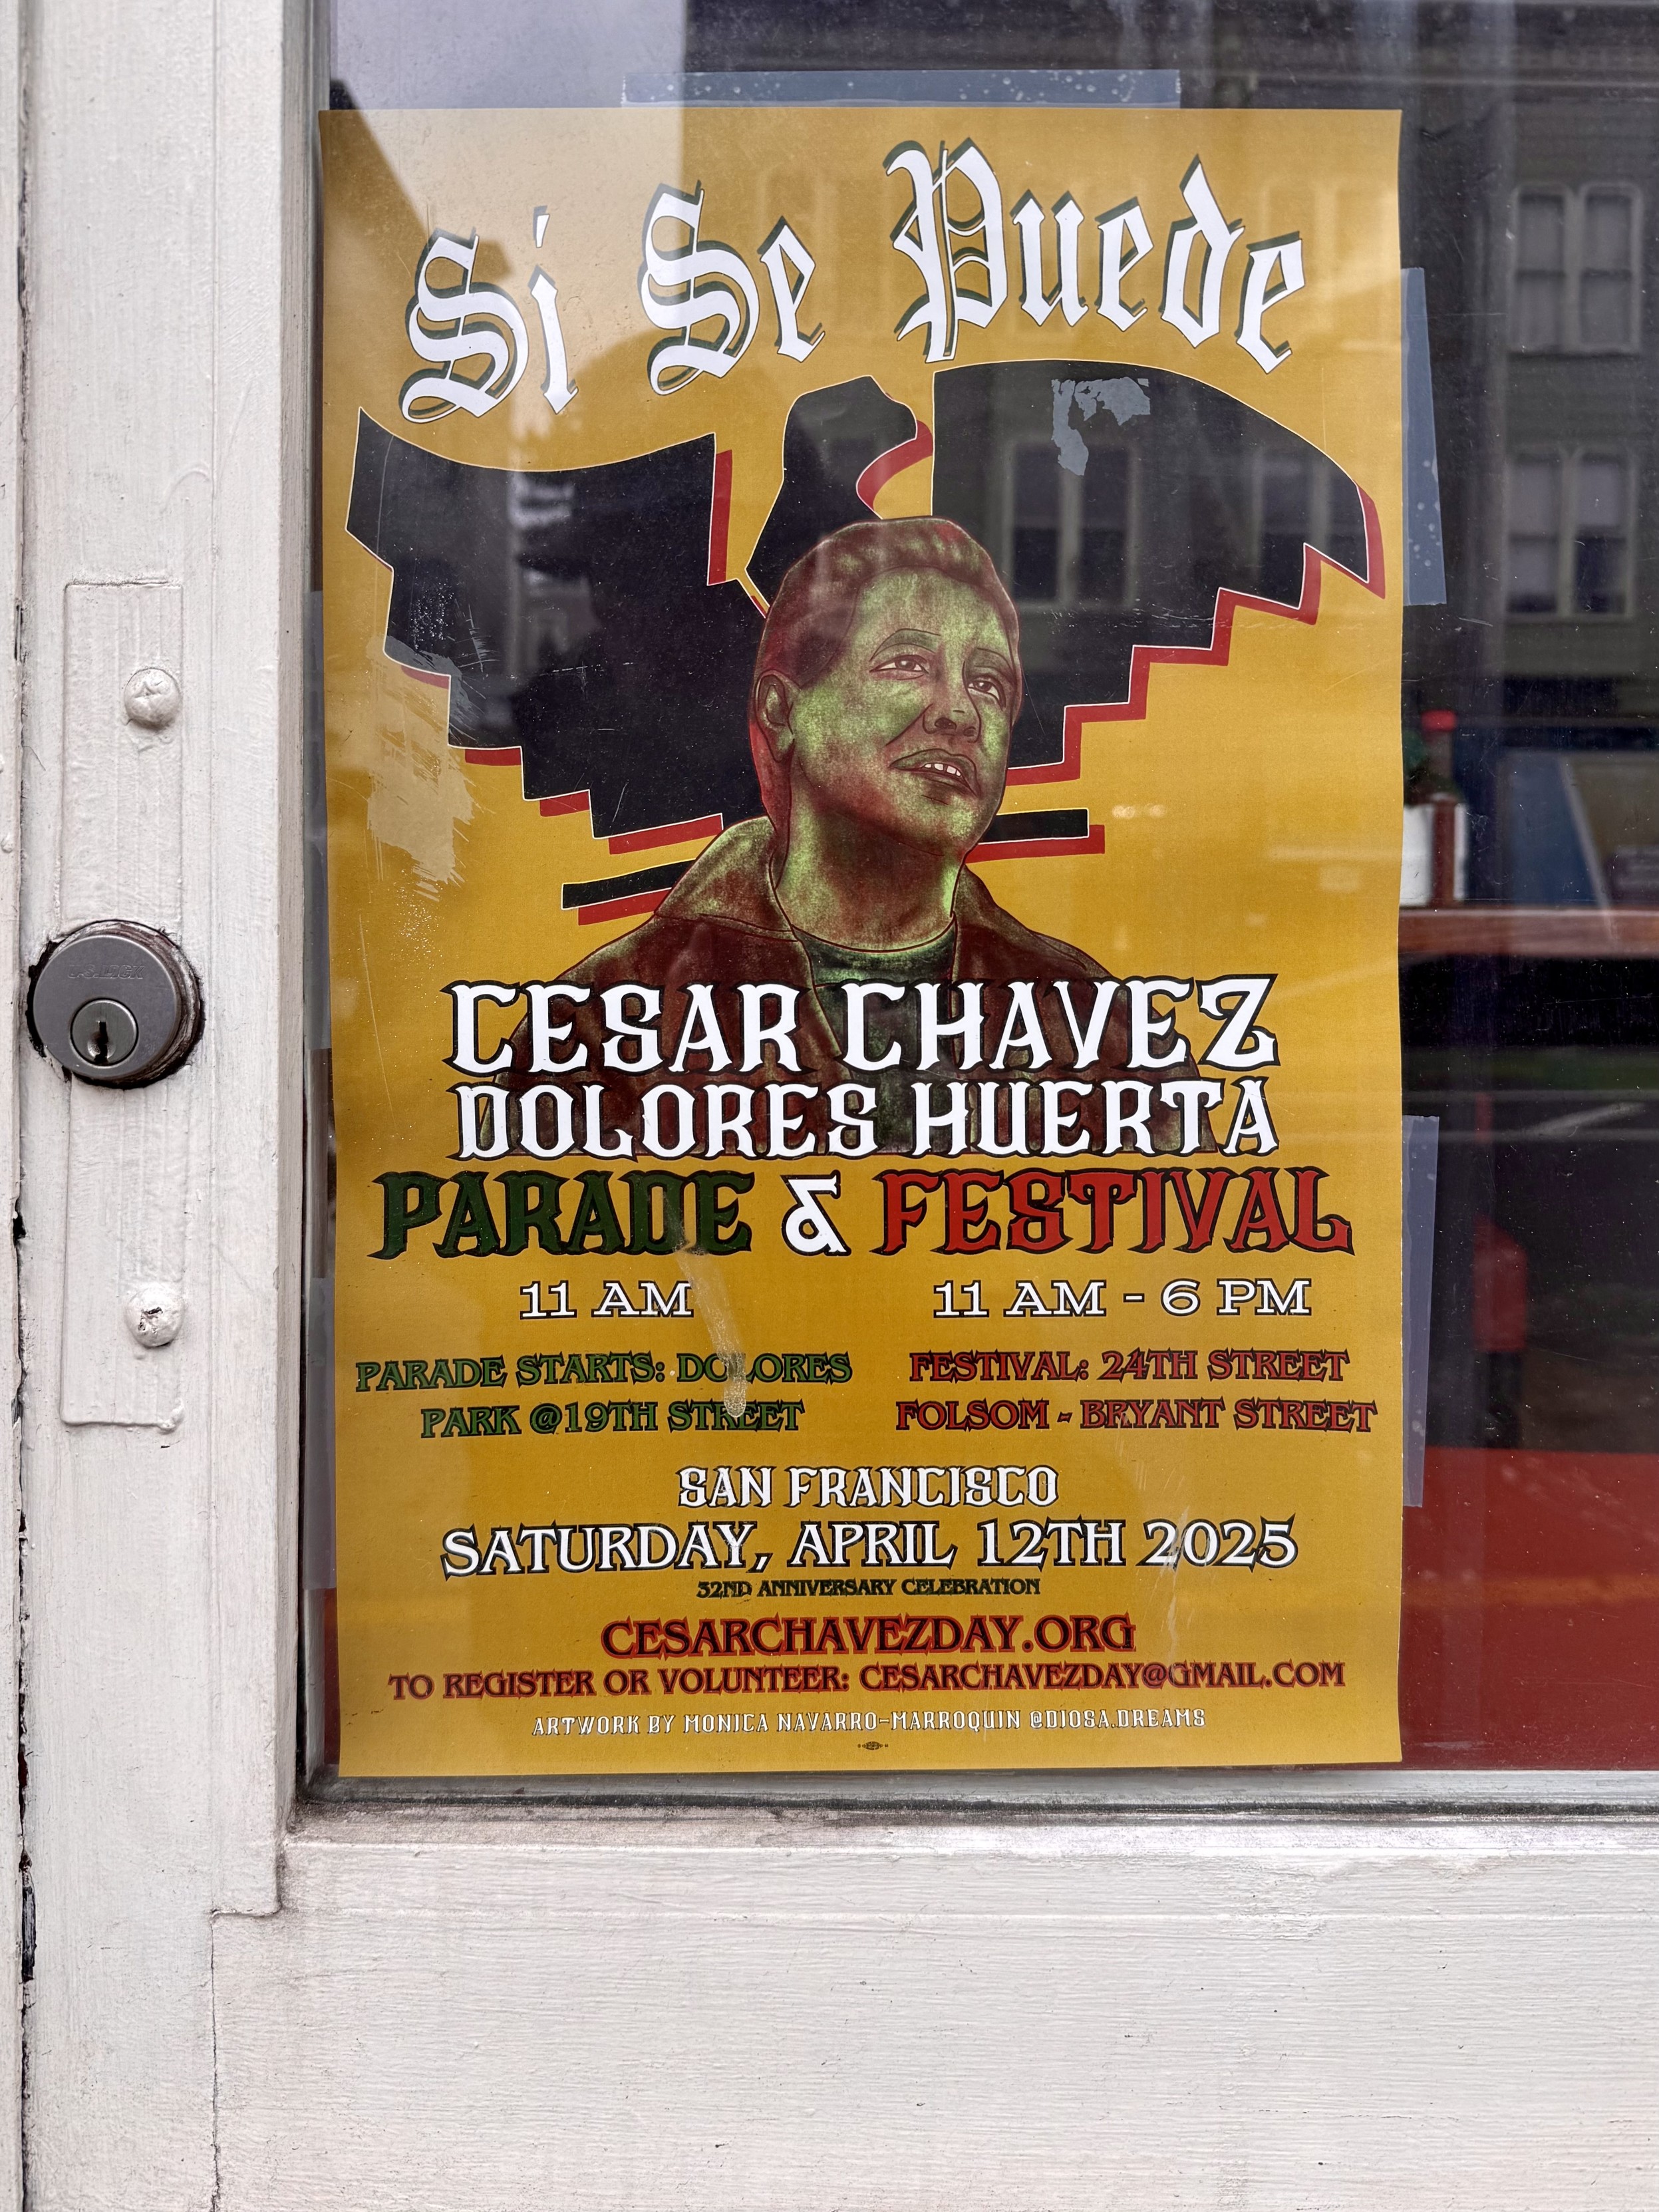 Sí Se Puede
CESAR CHAVEZ
DOLORES HUERTA
PARADE & FESTIVAL
11 AM
PARADE STARTS: DOLORES
PARK @19TH STREET
11 AM - 6 PM
FESTIVAL: 24TH STREET
FOLSOM - BRYANT STREET
SAN FRANCISCO
SATURDAY, APRIL 12TH 2025
32ND ANNIVERSARY CELEBRATION
CESARCHAVEZDAY.ORG
TO REGISTER OR VOLUNTEER: CESARCHAVEZDAY@GMAIL.COM
ARTWORK BY MONICA NAVARRO-MARROQUIN @DIOSA.DREAMS